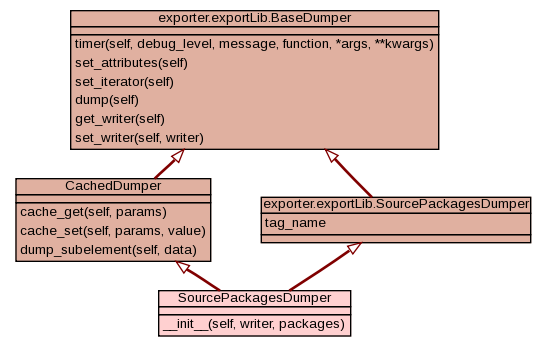 exporter.exportLib.BaseDumper
timer(self, debug_level, message, function, *args, **kwargs)
set_attributes(self)
set_iterator(self)
dump(self)
get_writer(self)
set_writer(self, writer)
CachedDumper
cache_get(self, params)
cache_set(self, params, value)
dump_subelement(self, data)
exporter.exportLib.SourcePackagesDumper
tag_name
SourcePackagesDumper
__init__(self, writer, packages)